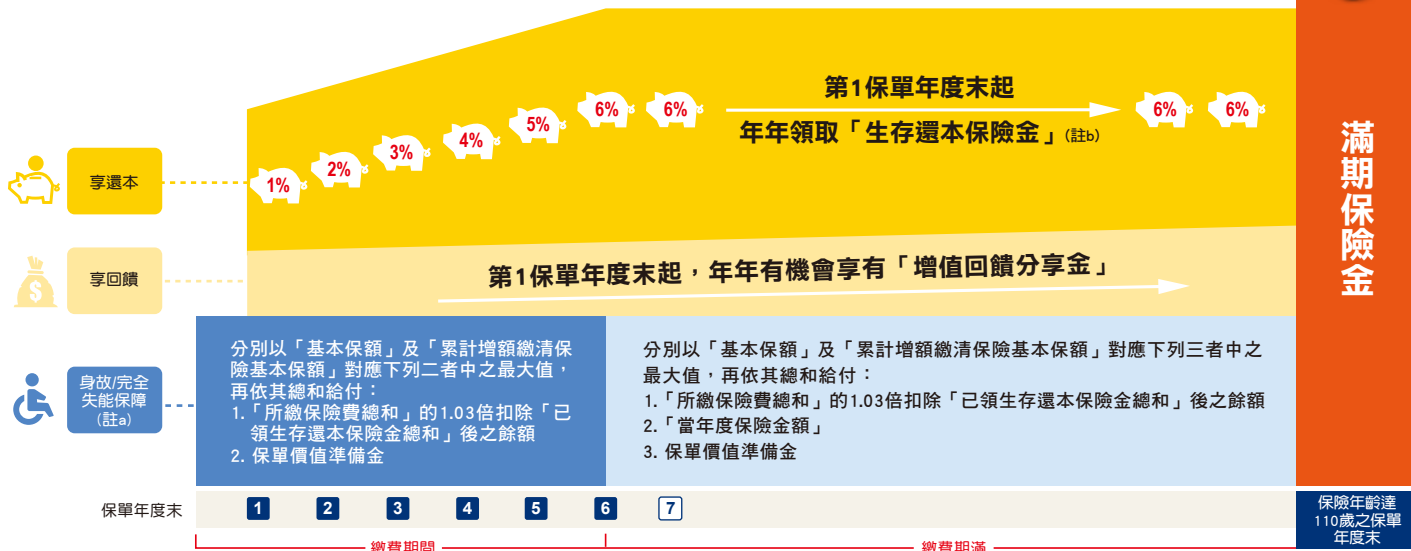 第1保單年度末起
年年領取「生存還本保險金」(註b)
1%
2%
3%
4%
5%
6%
6%
6%
6%
享還本
享回饋
$
第1保單年度末起，年年有機會享有「增值回饋分享金」
身故/完全
失能保障
(註a)
分別以「基本保額」及「累計增額繳清保
險基本保額」對應下列二者中之最大值，
再依其總和給付：
1.「所繳保險費總和」的1.03倍扣除「已
領生存還本保險金總和」後之餘額
2. 保單價值準備金
分別以「基本保額」及「累計增額繳清保險基本保額」對應下列三者中之
最大值，再依其總和給付：
1.「所繳保險費總和」的1.03倍扣除「已領生存還本保險金總和」後之餘額
2.「當年度保險金額」
3. 保單價值準備金
滿期保險金
保單年度末
1
2
3
4
5
6
7
保險年齡達
110歲之保單
年度末
繳費期間
繳費期滿